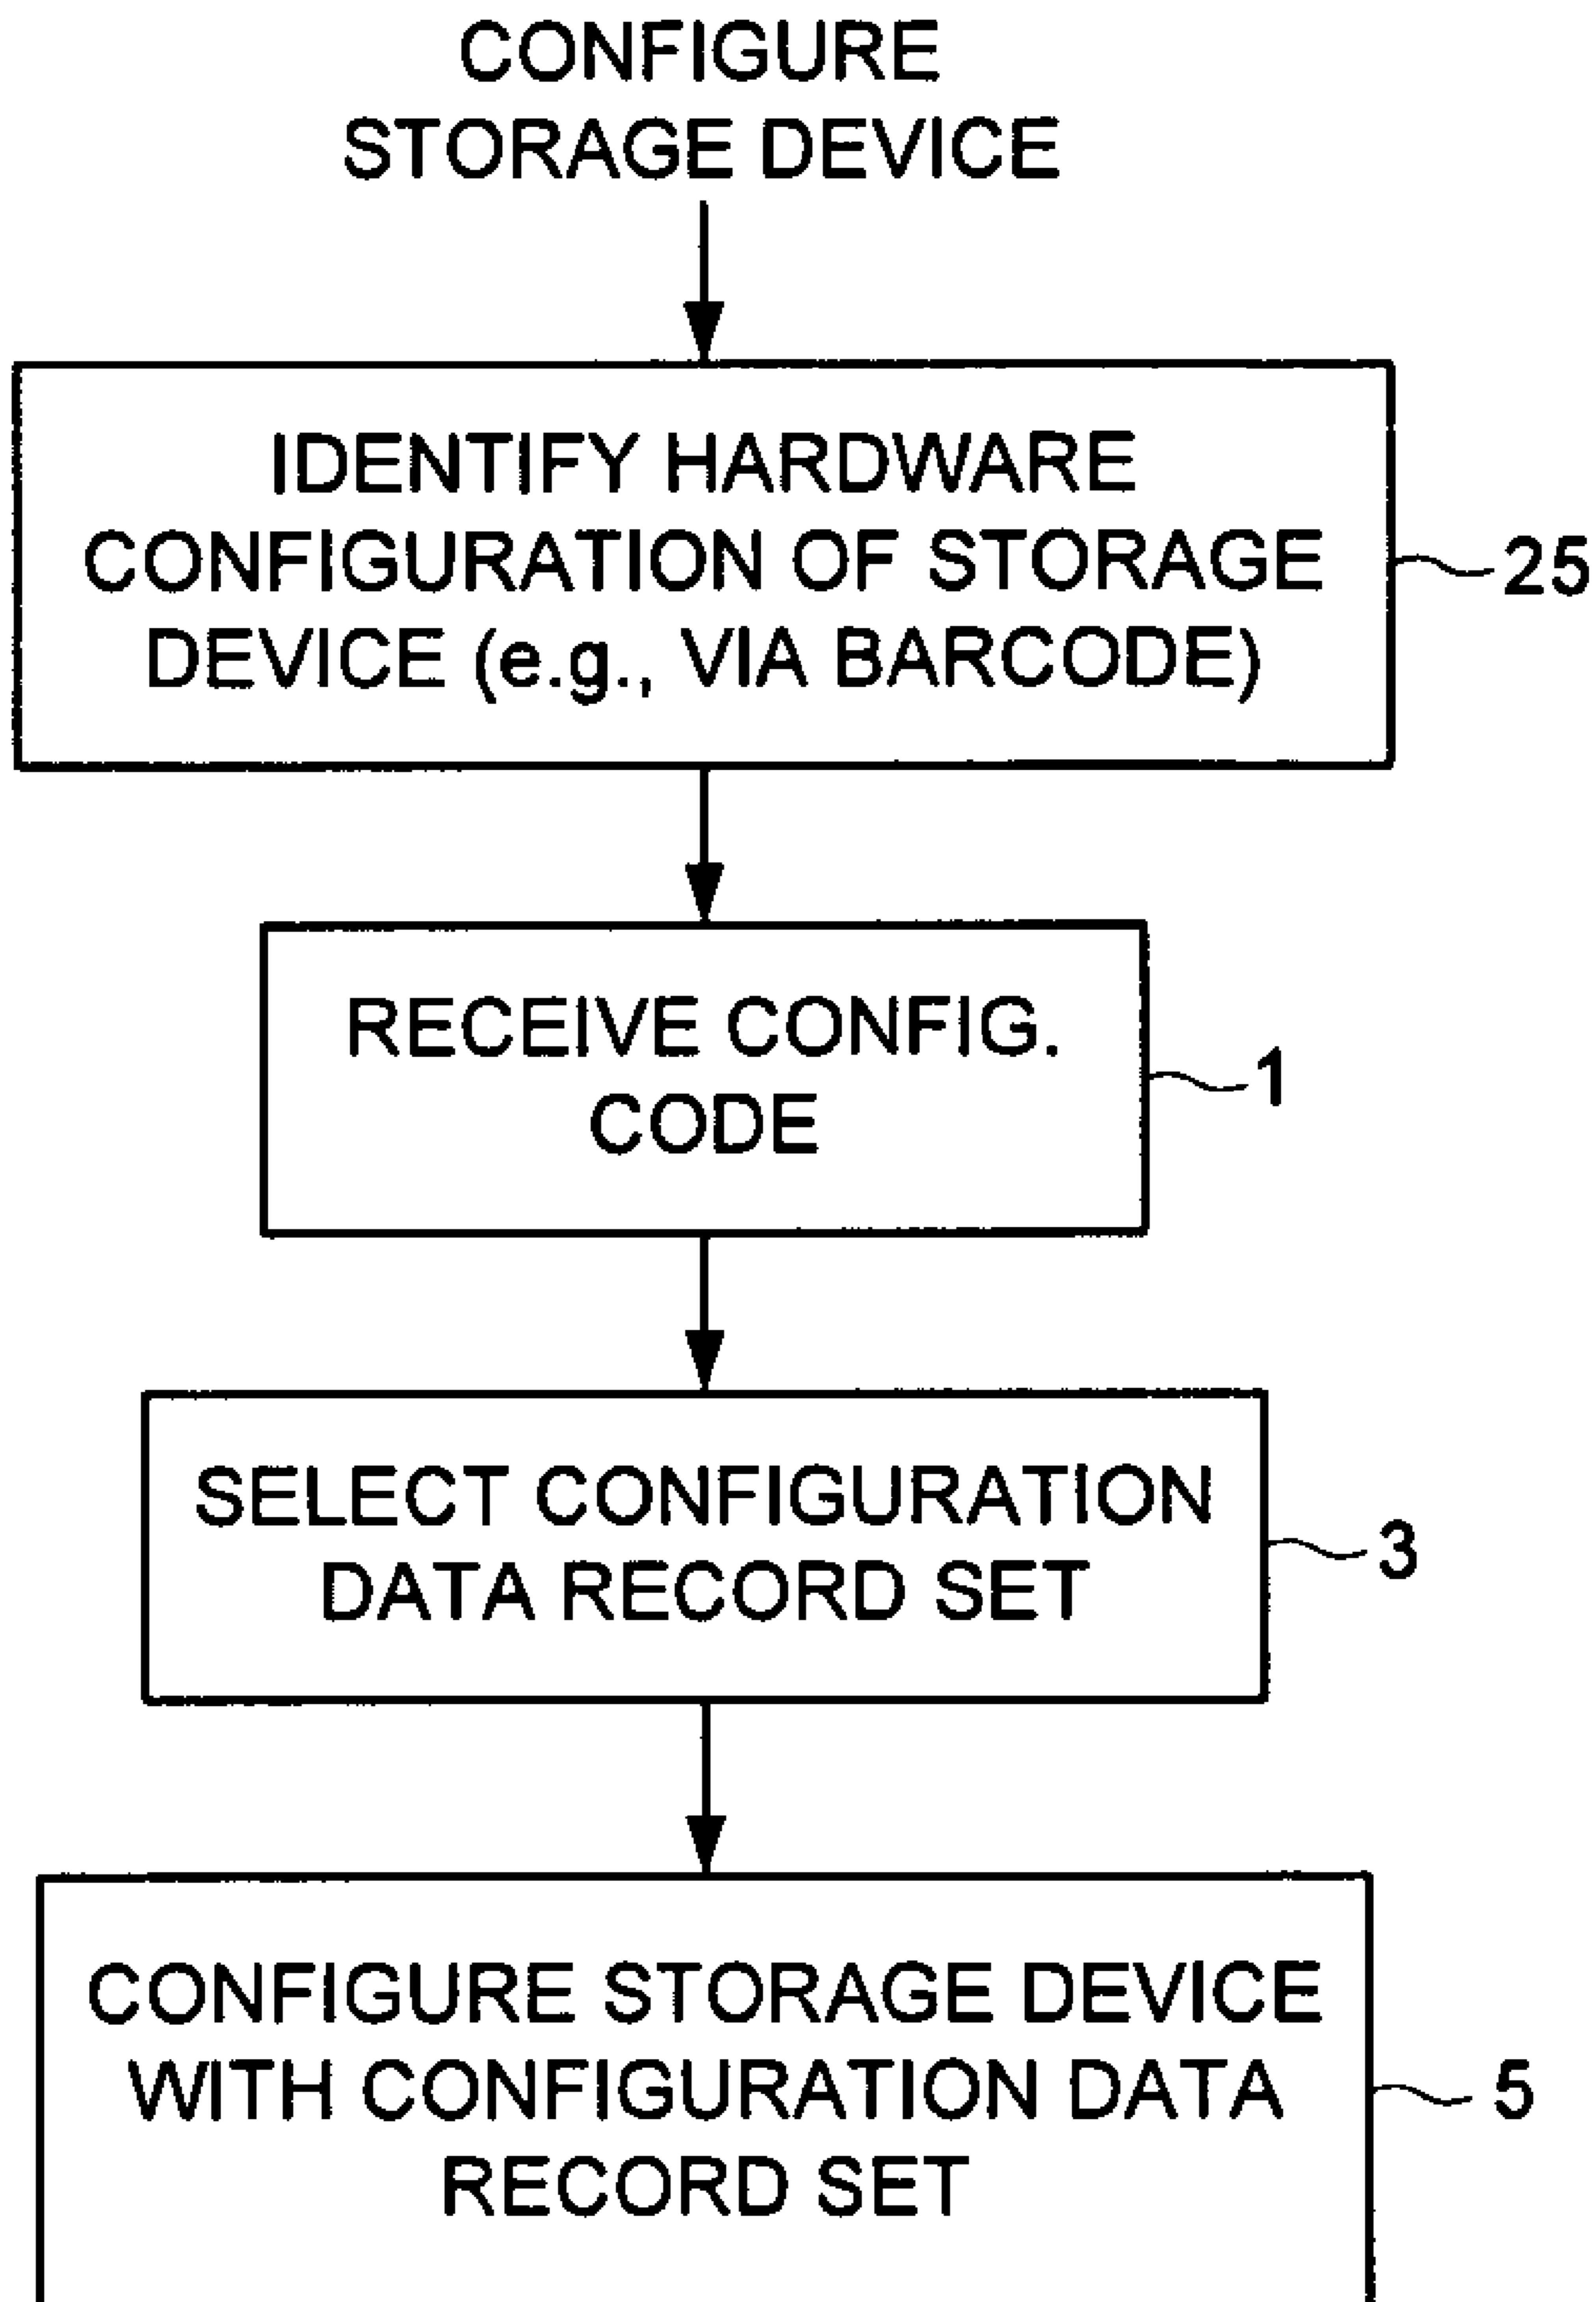 CONFIGURE
STORAGE DEVICE
IDENTIFY HARDWARE
CONFIGURATION OF STORAGE
DEVICE (e.g., VIA BARCODE)
25
RECEIVE CONFIG.
CODE
1
SELECT CONFIGURATION
DATA RECORD SET
3
CONFIGURE STORAGE DEVICE
WITH CONFIGURATION DATA
RECORD SET
5